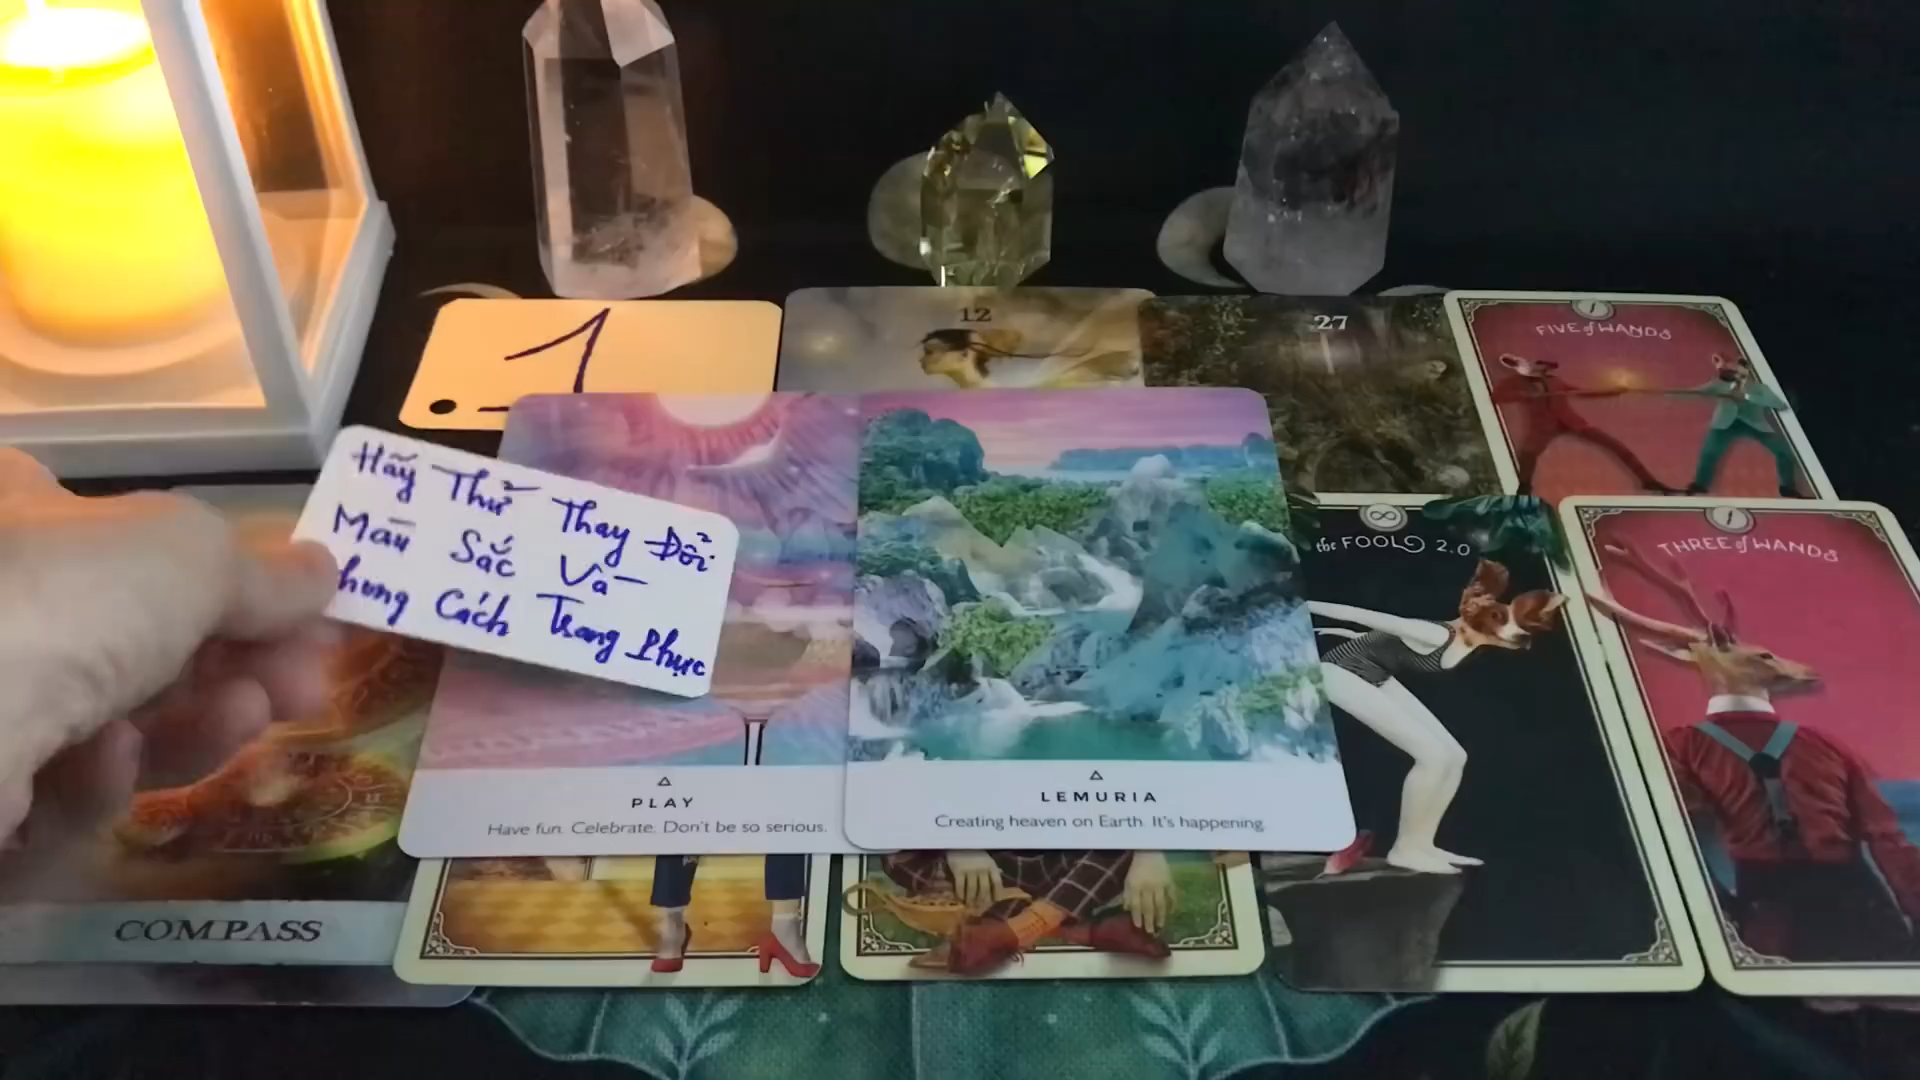 1
12
27
FIVE of WANDS
Hãy Thử Thay Đổi
Màu Sắc Và
Phong Cách Trang Phục
the FOOL 2.0
THREE of WANDS
PLAY
Have fun. Celebrate. Don't be so serious.
LEMURIA
Creating heaven on Earth. It's happening.
COMPASS